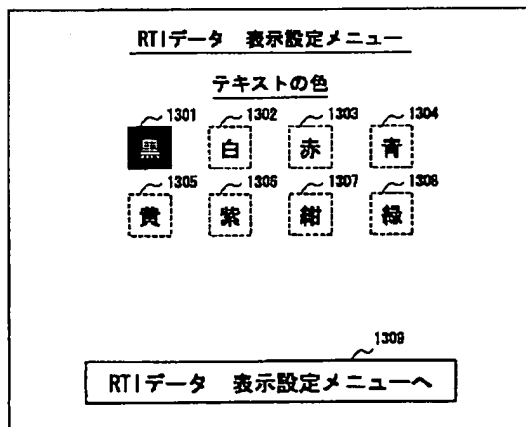 RTIデータ 表示設定メニュー
テキストの色
1301 1302 1303 1304
黒 白 赤 青
1305 1306 1307 1308
黄 紫 紺 緑
1309
RTIデータ 表示設定メニューへ